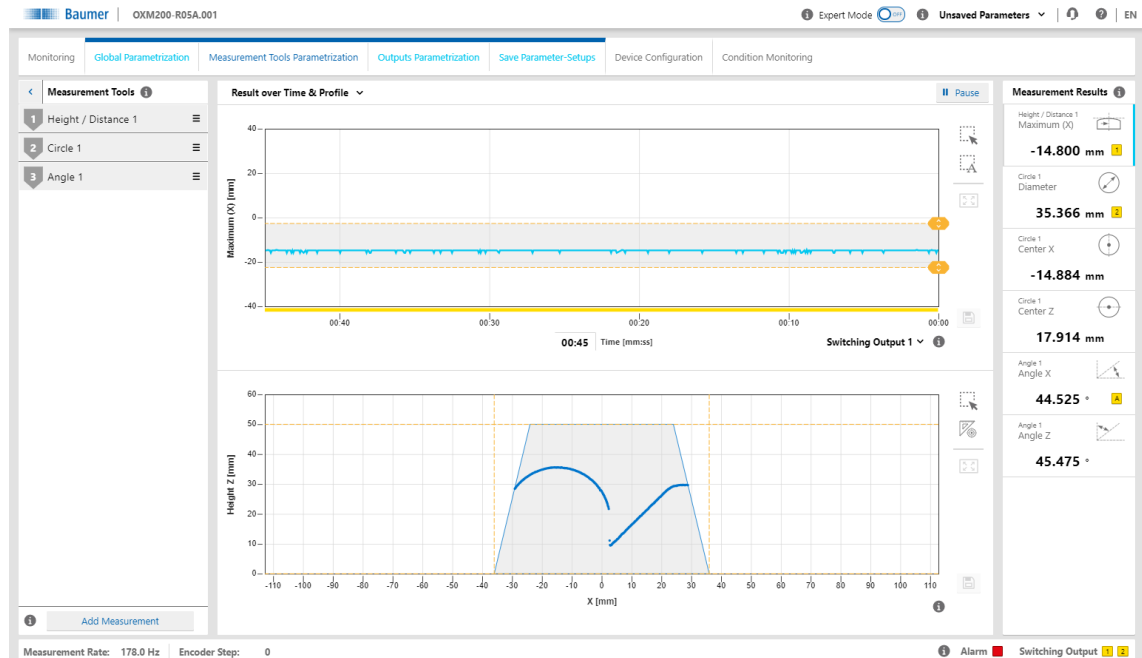 Baumer OXM200-R05A.001 Expert Mode OFF Unsaved Parameters EN
Monitoring Global Parametrization Measurement Tools Parametrization Outputs Parametrization Save Parameter-Setups Device Configuration Condition Monitoring
Measurement Tools
1 Height / Distance 1
2 Circle 1
3 Angle 1
Add Measurement
Result over Time & Profile
Pause
Maximum (X) [mm]
40
20
0
-20
-40
00:40 00:30 00:20 00:10 00:00
00:45 Time [mm:ss]
Switching Output 1
Height Z [mm]
60
50
40
30
20
10
0
-110 -100 -90 -80 -70 -60 -50 -40 -30 -20 -10 0 10 20 30 40 50 60 70 80 90 100 110
X [mm]
Measurement Results
Height / Distance 1
Maximum (X)
-14.800 mm 1
Circle 1
Diameter
35.366 mm 2
Circle 1
Center X
-14.884 mm
Circle 1
Center Z
17.914 mm
Angle 1
Angle X
44.525 ° A
Angle 1
Angle Z
45.475 °
Measurement Rate: 178.0 Hz Encoder Step: 0 Alarm Switching Output 1 2